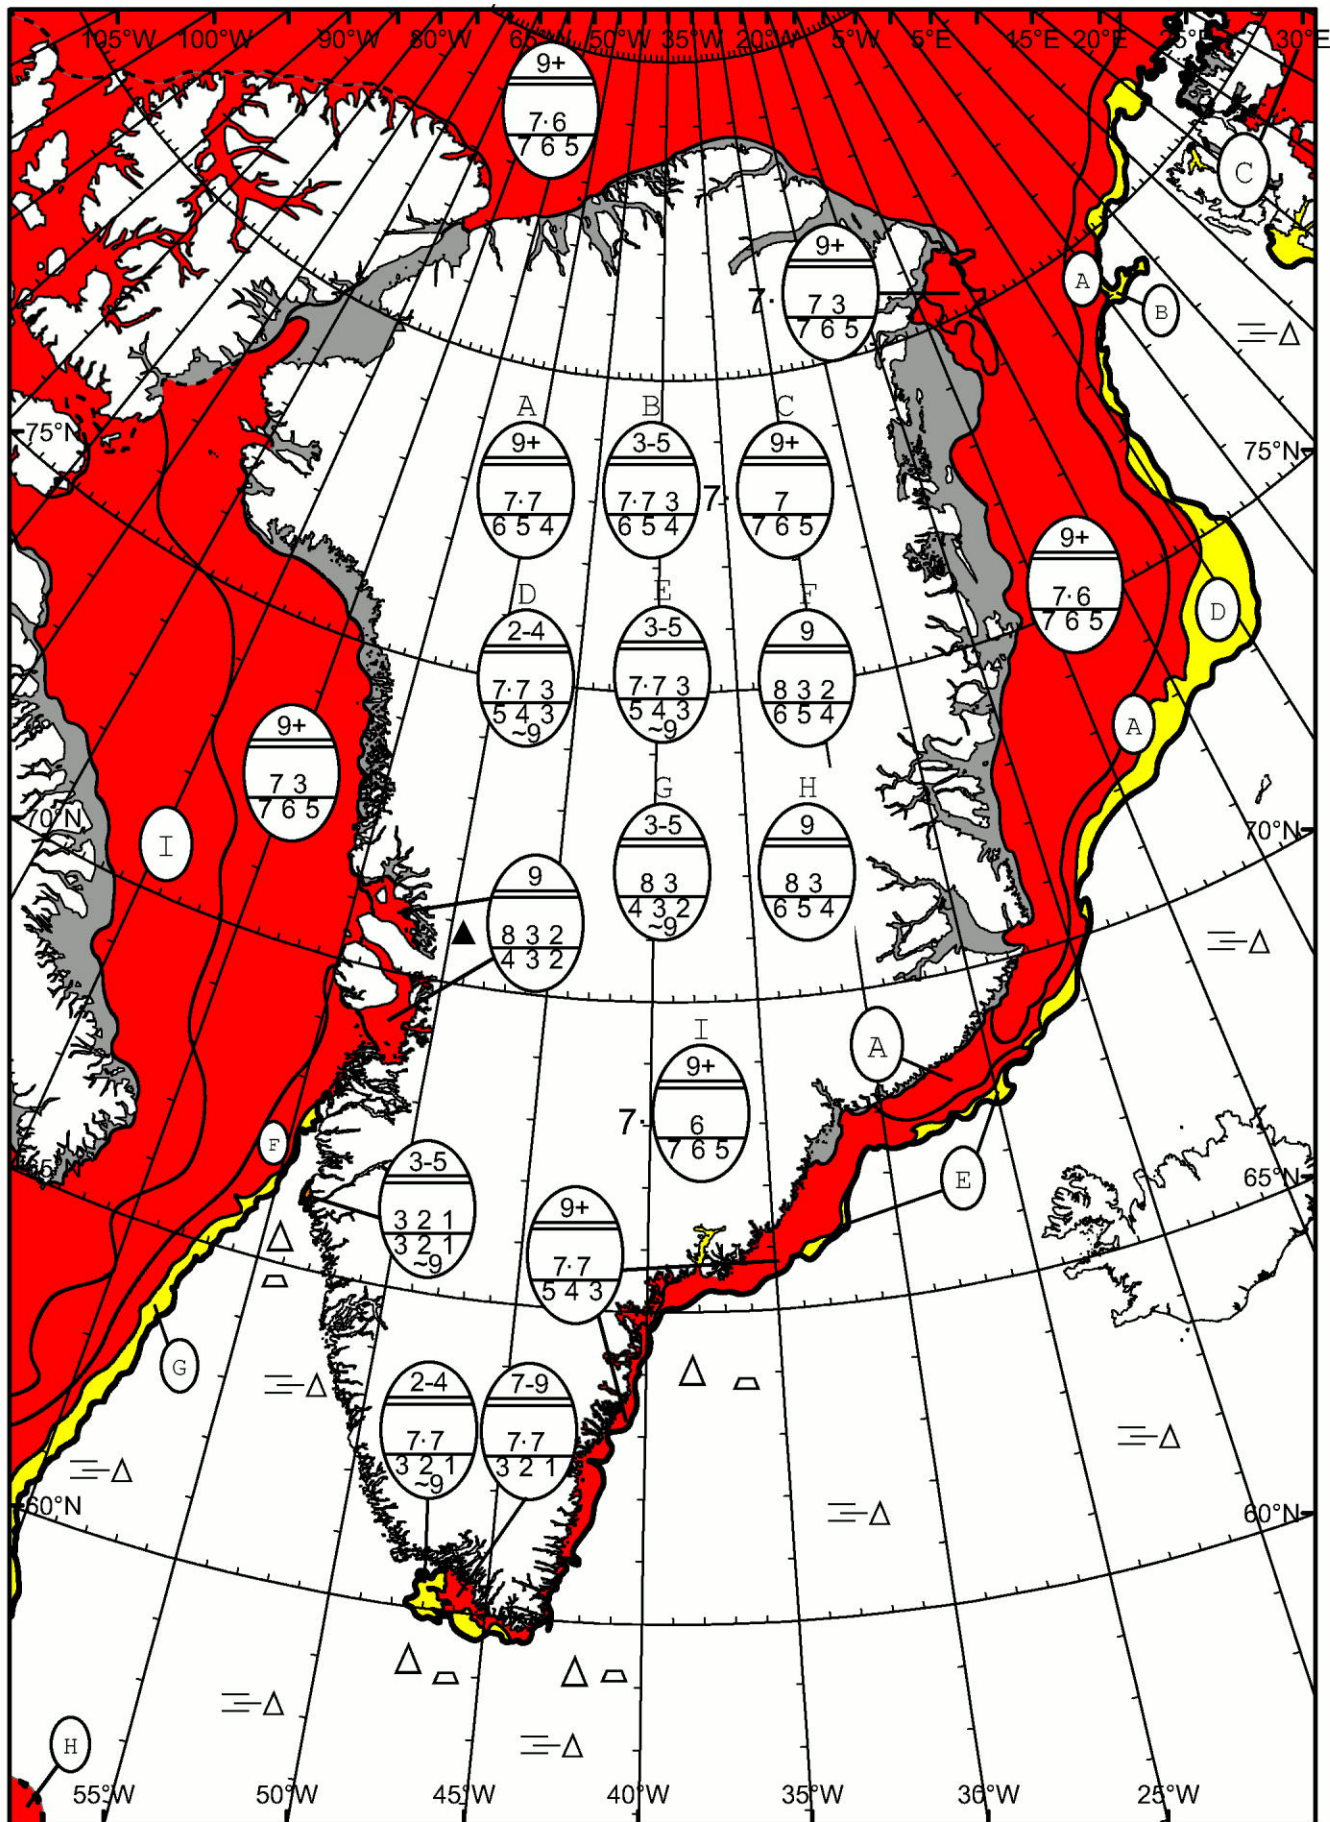 105°W 100°W 90°W 80°W 65°W 50°W 35°W 20°W 5°W 5°E 15°E 20°E 25°E 30°E
9+
7·6
7 6 5
C
9+
7· 7 3
7 6 5
A
B
75°N
75°N
A B C
9+ 3-5 9+
7·7 7·7 3 7· 7
6 5 4 6 5 4 7 6 5
9+
7·6
7 6 5
D
D E F
2-4 3-5 9
7·7 3 7·7 3 8 3 2
5 4 3 5 4 3 6 5 4
~9 ~9
A
9+
7 3
7 6 5
G H
3-5 9
8 3 8 3
4 3 2 6 5 4
~9
70°N
70°N
I
9
8 3 2
4 3 2
I
9+
7· 6
7 6 5
A
F
65°N
65°N
3-5
3 2 1
3 2 1
~9
E
9+
7·7
5 4 3
G
2-4 7-9
7·7 7·7
3 2 1 3 2 1
~9
60°N
60°N
H
55°W 50°W 45°W 40°W 35°W 30°W 25°W